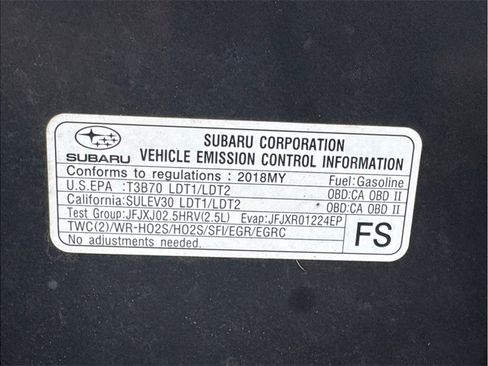 SUBARU CORPORATION
SUBARU VEHICLE EMISSION CONTROL INFORMATION
Conforms to regulations : 2018MY Fuel:Gasoline
U.S.EPA :T3B70 LDT1/LDT2 OBD:CA OBD II
California:SULEV30 LDT1/LDT2 OBD:CA OBD II
Test Group:JFJXJ02.5HRV(2.5L) Evap:JFJXR01224EP
TWC(2)/WR-HO2S/HO2S/SFI/EGR/EGRC
No adjustments needed.
FS